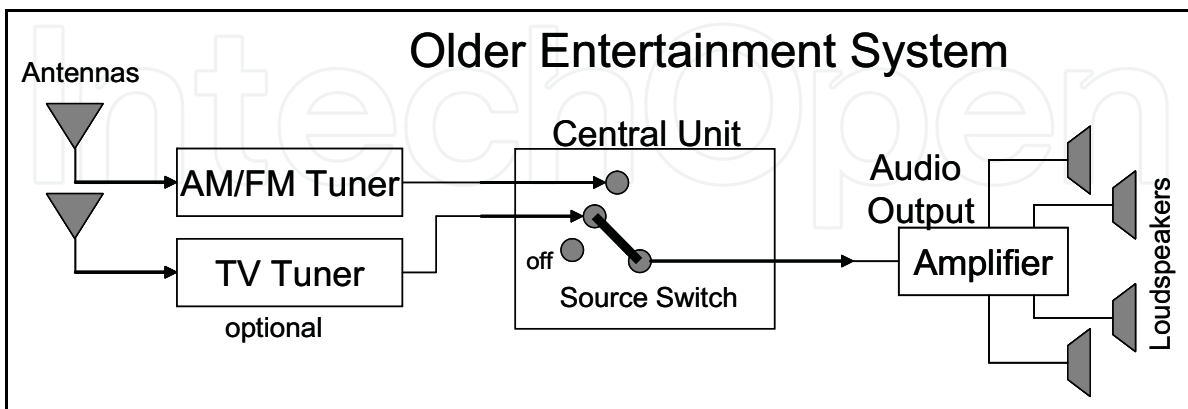 Older Entertainment System
Antennas
Central Unit
AM/FM Tuner
TV Tuner
optional
off
Source Switch
Audio
Output
Amplifier
Loudspeakers
IntechOpen